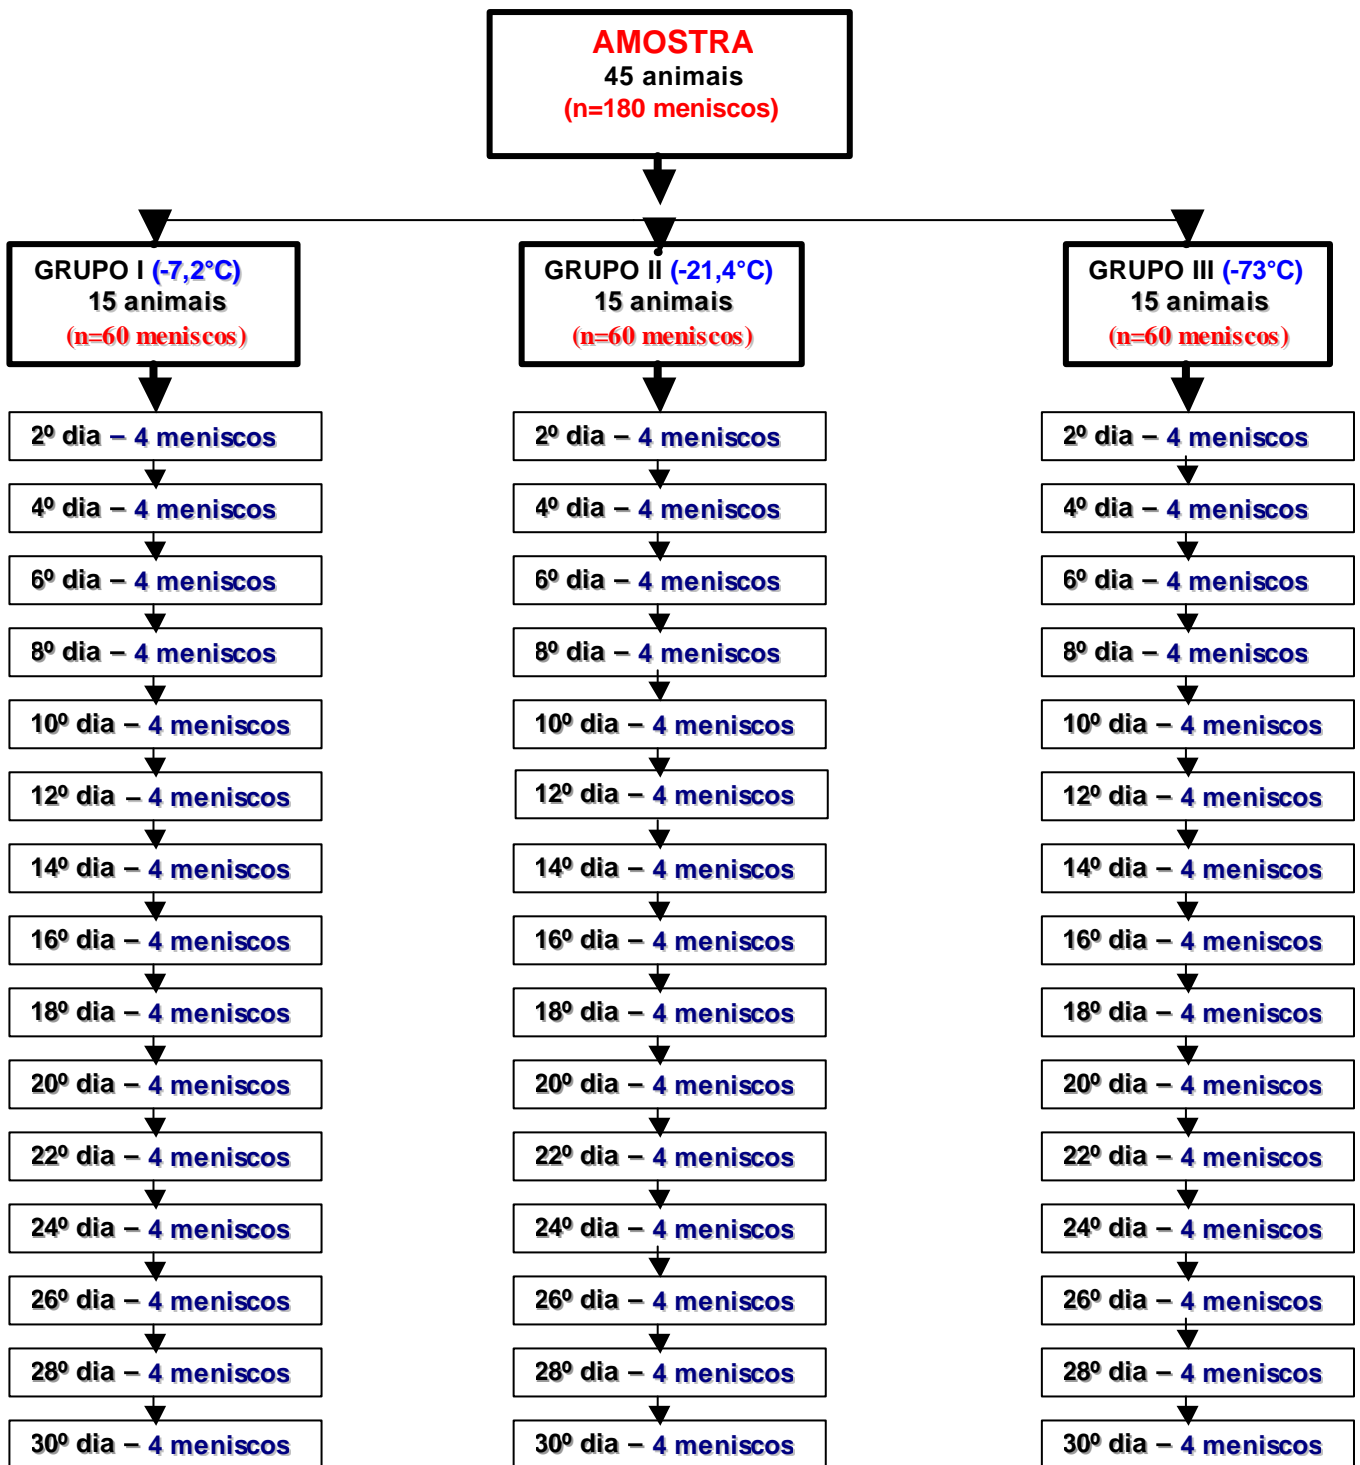 AMOSTRA
45 animais
(n=180 meniscos)
GRUPO I (-7,2°C)
15 animais
(n=60 meniscos)
2º dia – 4 meniscos
4º dia – 4 meniscos
6º dia – 4 meniscos
8º dia – 4 meniscos
10º dia – 4 meniscos
12º dia – 4 meniscos
14º dia – 4 meniscos
16º dia – 4 meniscos
18º dia – 4 meniscos
20º dia – 4 meniscos
22º dia – 4 meniscos
24º dia – 4 meniscos
26º dia – 4 meniscos
28º dia – 4 meniscos
30º dia – 4 meniscos
GRUPO II (-21,4°C)
15 animais
(n=60 meniscos)
2º dia – 4 meniscos
4º dia – 4 meniscos
6º dia – 4 meniscos
8º dia – 4 meniscos
10º dia – 4 meniscos
12º dia – 4 meniscos
14º dia – 4 meniscos
16º dia – 4 meniscos
18º dia – 4 meniscos
20º dia – 4 meniscos
22º dia – 4 meniscos
24º dia – 4 meniscos
26º dia – 4 meniscos
28º dia – 4 meniscos
30º dia – 4 meniscos
GRUPO III (-73°C)
15 animais
(n=60 meniscos)
2º dia – 4 meniscos
4º dia – 4 meniscos
6º dia – 4 meniscos
8º dia – 4 meniscos
10º dia – 4 meniscos
12º dia – 4 meniscos
14º dia – 4 meniscos
16º dia – 4 meniscos
18º dia – 4 meniscos
20º dia – 4 meniscos
22º dia – 4 meniscos
24º dia – 4 meniscos
26º dia – 4 meniscos
28º dia – 4 meniscos
30º dia – 4 meniscos